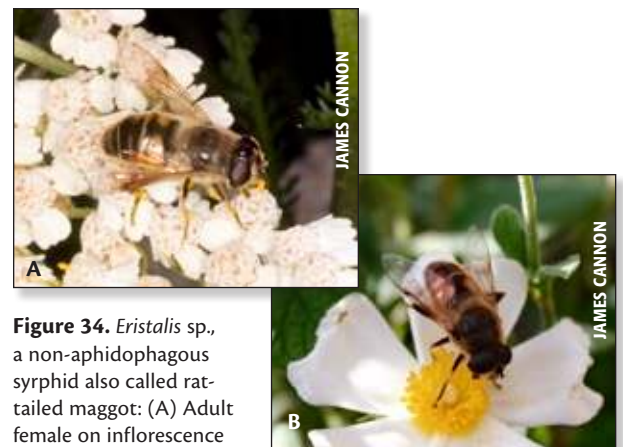 JAMES CANNON
A
JAMES CANNON
B
Figure 34. Eristalis sp.,
a non-aphidophagous
syrphid also called rat-
tailed maggot: (A) Adult
female on inflorescence